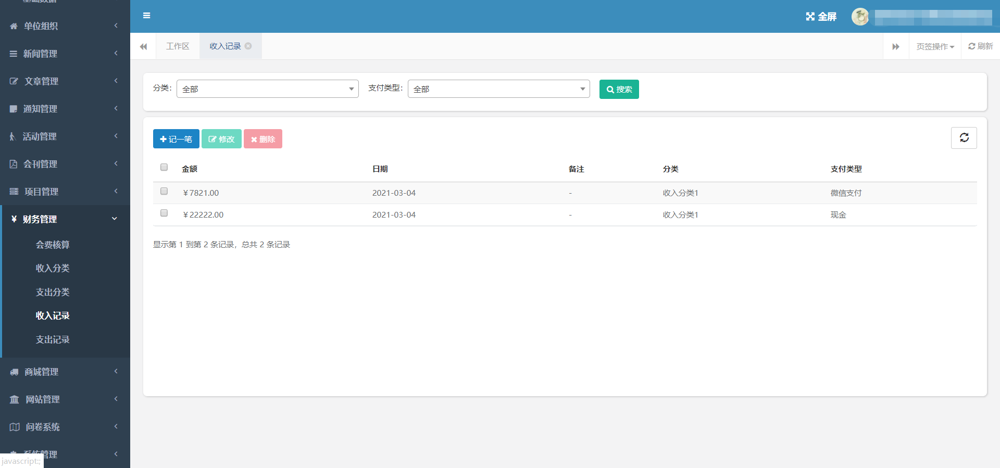 基础数据
单位组织
新闻管理
文章管理
通知管理
活动管理
会刊管理
项目管理
¥ 财务管理
会费核算
收入分类
支出分类
收入记录
支出记录
商城管理
网站管理
问卷系统
系统管理
javascript:;
全屏
工作区
收入记录
页签操作
刷新
分类： 全部 支付类型： 全部 搜索
记一笔 修改 删除
金额 日期 备注 分类 支付类型
￥7821.00 2021-03-04 - 收入分类1 微信支付
￥22222.00 2021-03-04 - 收入分类1 现金
显示第 1 到第 2 条记录，总共 2 条记录